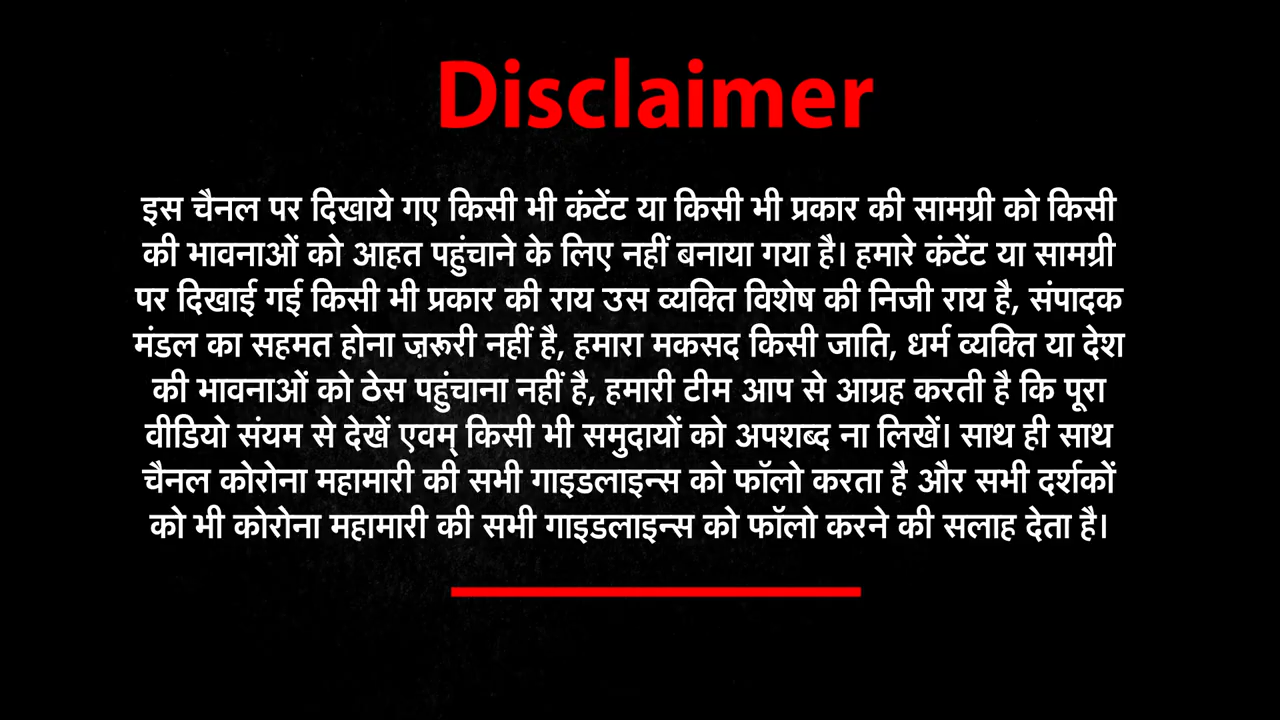 Disclaimer
इस चैनल पर दिखाये गए किसी भी कंटेंट या किसी भी प्रकार की सामग्री को किसी
की भावनाओं को आहत पहुंचाने के लिए नहीं बनाया गया है। हमारे कंटेंट या सामग्री
पर दिखाई गई किसी भी प्रकार की राय उस व्यक्ति विशेष की निजी राय है, संपादक
मंडल का सहमत होना ज़रूरी नहीं है, हमारा मकसद किसी जाति, धर्म व्यक्ति या देश
की भावनाओं को ठेस पहुंचाना नहीं है, हमारी टीम आप से आग्रह करती है कि पूरा
वीडियो संयम से देखें एवम् किसी भी समुदायों को अपशब्द ना लिखें। साथ ही साथ
चैनल कोरोना महामारी की सभी गाइडलाइन्स को फॉलो करता है और सभी दर्शकों
को भी कोरोना महामारी की सभी गाइडलाइन्स को फॉलो करने की सलाह देता है।